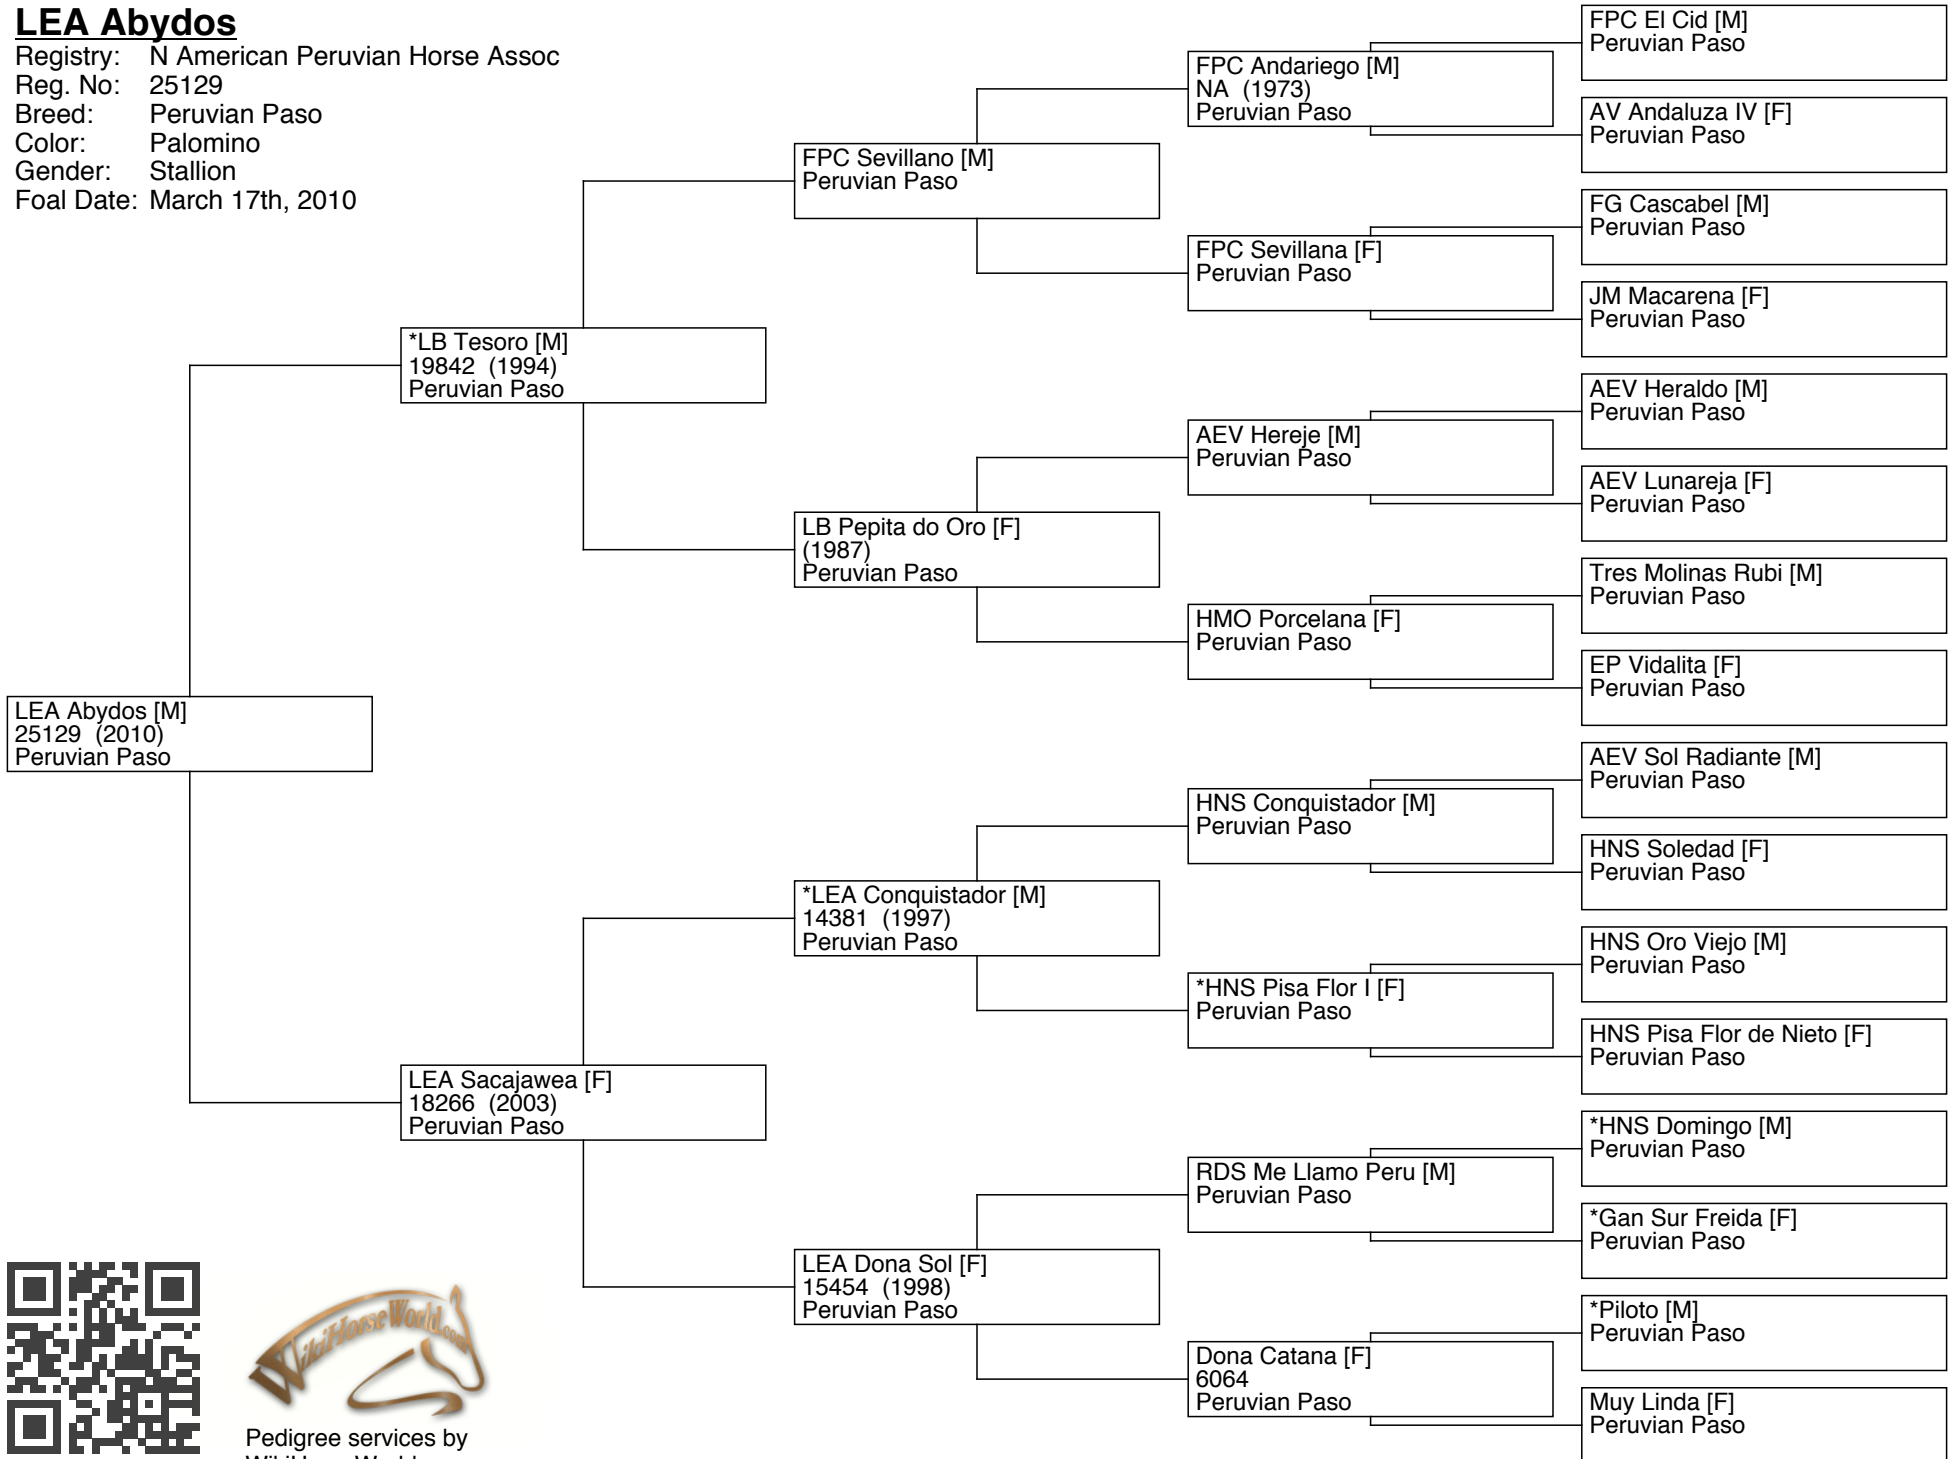 LEA Abydos
Registry: N American Peruvian Horse Assoc
Reg. No: 25129
Breed: Peruvian Paso
Color: Palomino
Gender: Stallion
Foal Date: March 17th, 2010
LEA Abydos [M]
25129 (2010)
Peruvian Paso
*LB Tesoro [M]
19842 (1994)
Peruvian Paso
LEA Sacajawea [F]
18266 (2003)
Peruvian Paso
FPC Sevillano [M]
Peruvian Paso
LB Pepita do Oro [F]
(1987)
Peruvian Paso
*LEA Conquistador [M]
14381 (1997)
Peruvian Paso
LEA Dona Sol [F]
15454 (1998)
Peruvian Paso
FPC Andariego [M]
NA (1973)
Peruvian Paso
FPC Sevillana [F]
Peruvian Paso
AEV Hereje [M]
Peruvian Paso
HMO Porcelana [F]
Peruvian Paso
HNS Conquistador [M]
Peruvian Paso
*HNS Pisa Flor I [F]
Peruvian Paso
RDS Me Llamo Peru [M]
Peruvian Paso
Dona Catana [F]
6064
Peruvian Paso
FPC El Cid [M]
Peruvian Paso
AV Andaluza IV [F]
Peruvian Paso
FG Cascabel [M]
Peruvian Paso
JM Macarena [F]
Peruvian Paso
AEV Heraldo [M]
Peruvian Paso
AEV Lunareja [F]
Peruvian Paso
Tres Molinas Rubi [M]
Peruvian Paso
EP Vidalita [F]
Peruvian Paso
AEV Sol Radiante [M]
Peruvian Paso
HNS Soledad [F]
Peruvian Paso
HNS Oro Viejo [M]
Peruvian Paso
HNS Pisa Flor de Nieto [F]
Peruvian Paso
*HNS Domingo [M]
Peruvian Paso
*Gan Sur Freida [F]
Peruvian Paso
*Piloto [M]
Peruvian Paso
Muy Linda [F]
Peruvian Paso
WikiHorseWorld.com
Pedigree services by